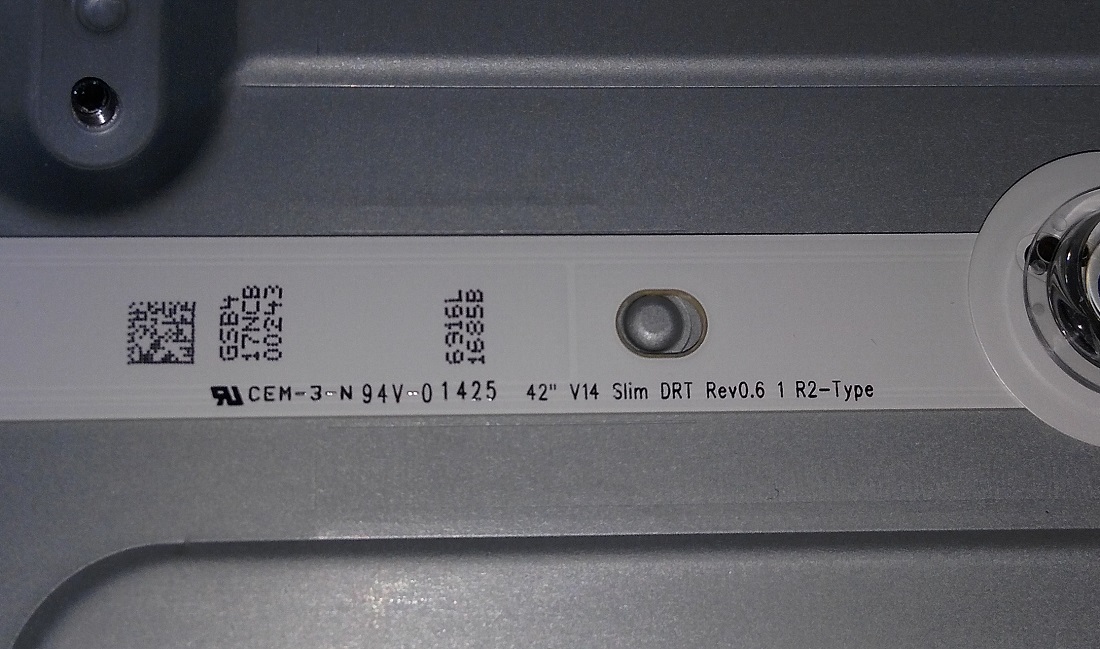 GSB4
17NCB
00243
6916L
1685B
CEM-3-N 94V-0 1425 42" V14 Slim DRT Rev0.6 1 R2-Type